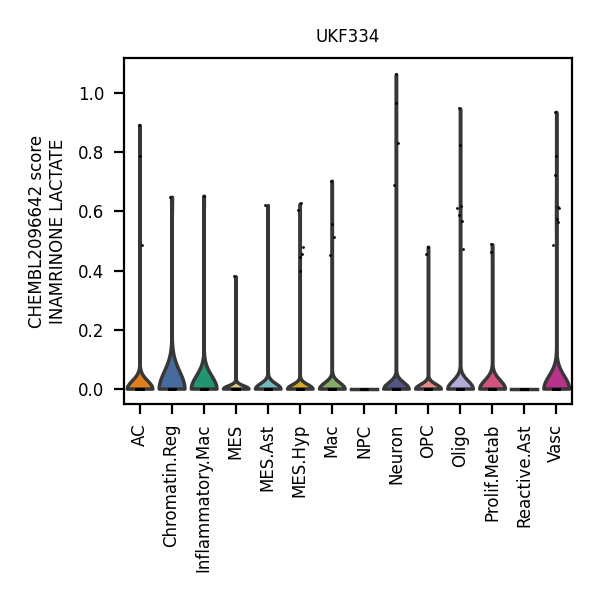 UKF334
CHEMBL2096642 score
INAMRINONE LACTATE
1.0
0.8
0.6
0.4
0.2
0.0
AC
Chromatin.Reg
Inflammatory.Mac
MES
MES.Ast
MES.Hyp
Mac
NPC
Neuron
OPC
Oligo
Prolif.Metab
Reactive.Ast
Vasc